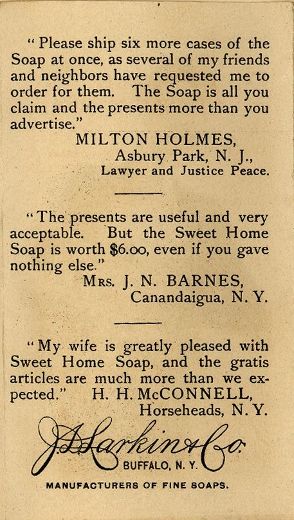 “Please ship six more cases of the
Soap at once, as several of my friends
and neighbors have requested me to
order for them. The Soap is all you
claim and the presents more than you
advertise.”
MILTON HOLMES,
Asbury Park, N. J.,
Lawyer and Justice Peace.
“The presents are useful and very
acceptable. But the Sweet Home
Soap is worth $6.00, even if you gave
nothing else.”
MRS. J. N. BARNES,
Canandaigua, N. Y.
“My wife is greatly pleased with
Sweet Home Soap, and the gratis
articles are much more than we ex-
pected.” H. H. McCONNELL,
Horseheads, N. Y.
J. D. Larkin & Co.
BUFFALO, N. Y.
MANUFACTURERS OF FINE SOAPS.